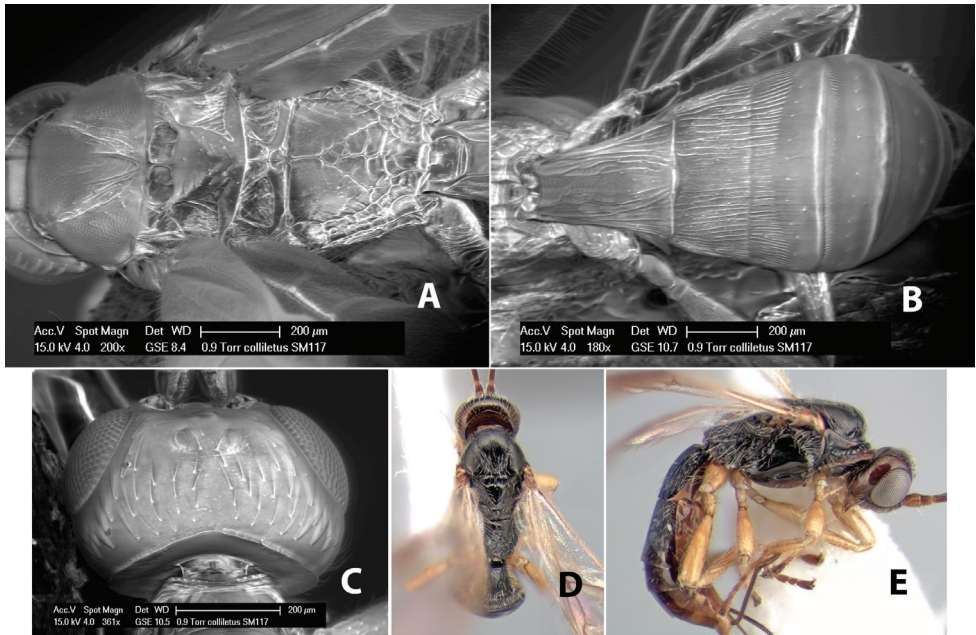 A
Acc.V Spot Magn Det WD 200 µm
15.0 kV 4.0 200x GSE 8.4 0.9 Torr colliletus SM117
B
Acc.V Spot Magn Det WD 200 µm
15.0 kV 4.0 180x GSE 10.7 0.9 Torr colliletus SM117
C
Acc.V Spot Magn Det WD 200 µm
15.0 kV 4.0 361x GSE 10.5 0.9 Torr colliletus SM117
D
E